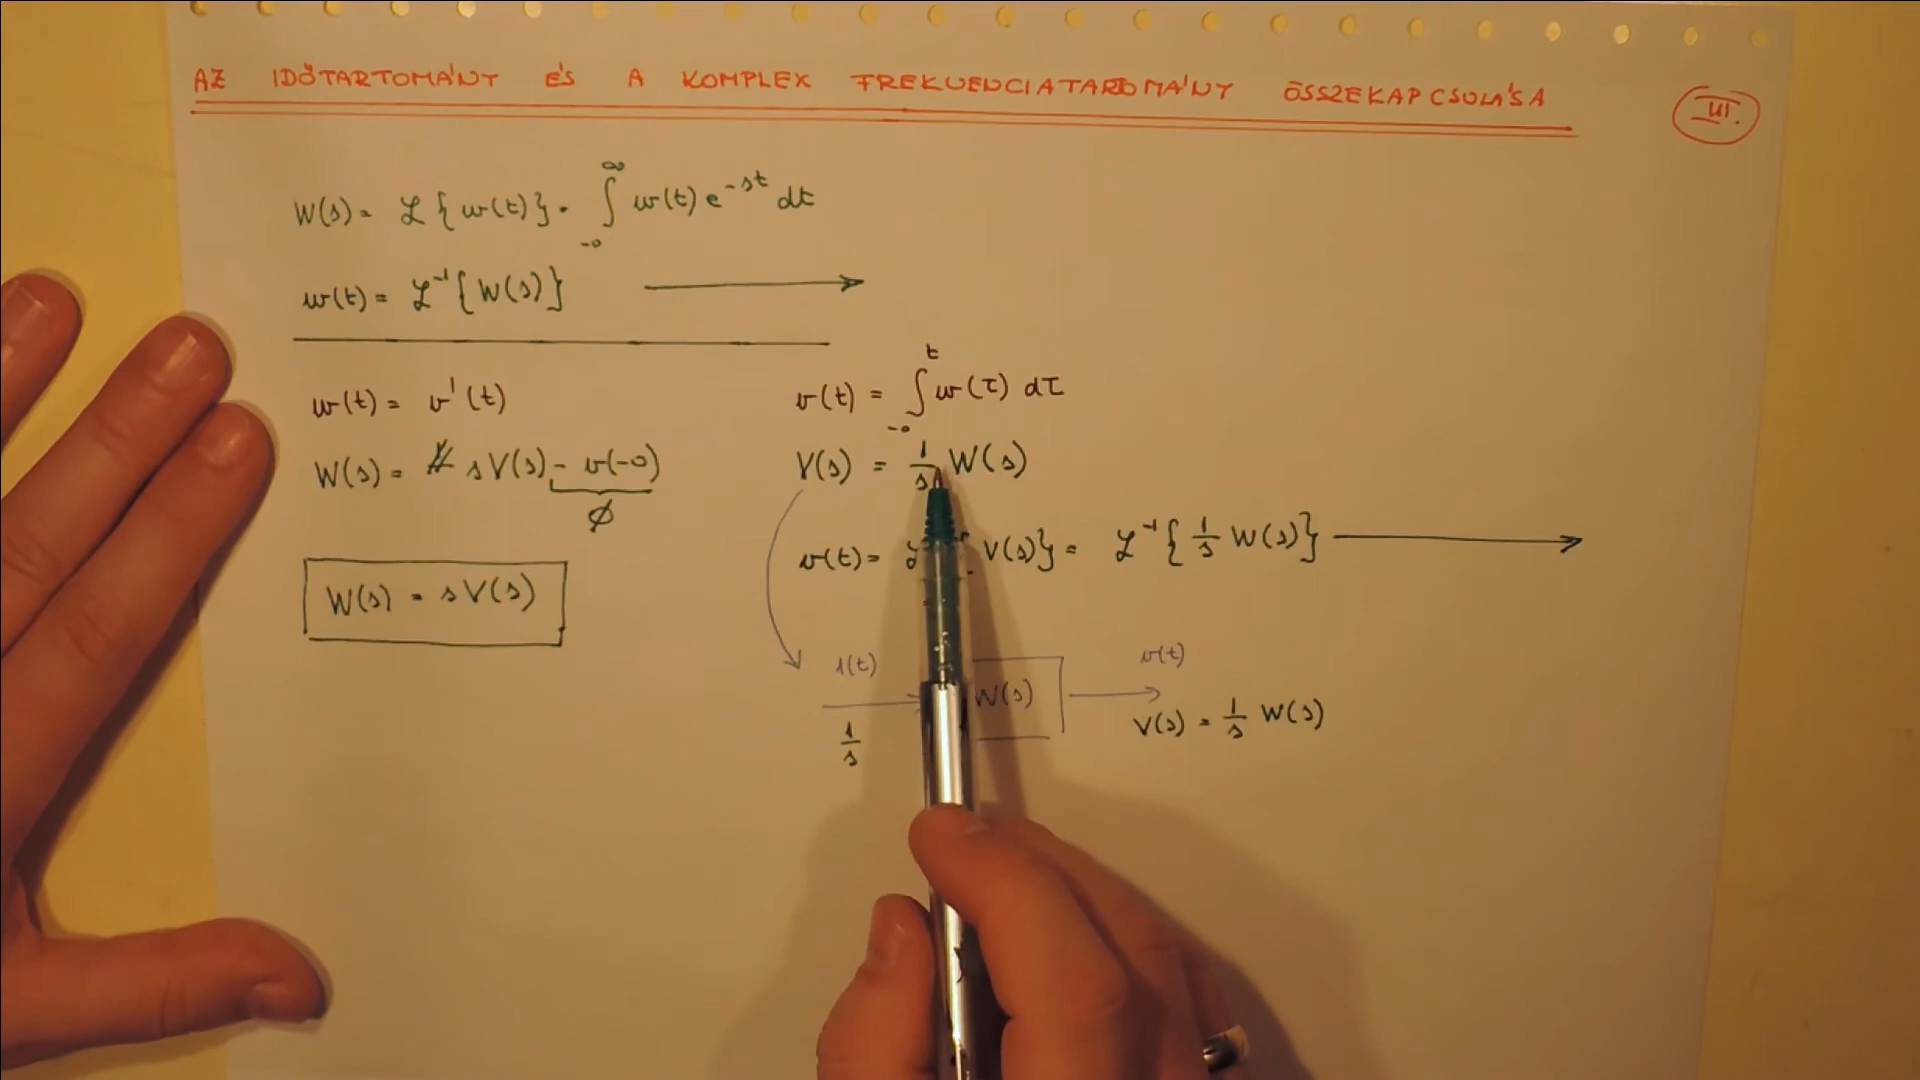 AZ IDŐTARTOMÁNY ÉS A KOMPLEX FREKVENCIATARTOMÁNY ÖSSZEKAPCSOLÁSA
III.
W(s) = ℒ{w(t)} = ∫_{-0}^{∞} w(t) e^{-st} dt
w(t) = ℒ^{-1}{W(s)} →
w(t) = v'(t)
W(s) = sV(s) - v(-0)
ϕ
W(s) = sV(s)
v(t) = ∫_{-0}^{t} w(τ) dτ
V(s) = 1/s W(s)
v(t) = V(s)} = ℒ^{-1}{1/s W(s)} →
1(t)
1/s
W(s)
v(t)
V(s) = 1/s W(s)